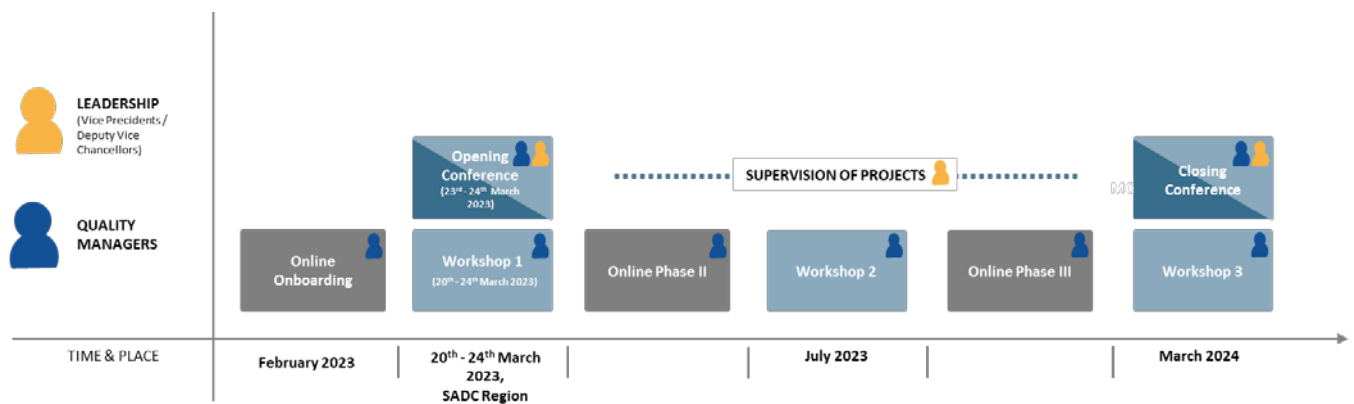 LEADERSHIP
(Vice Precidents /
Deputy Vice
Chancellors)
QUALITY
MANAGERS
Opening
Conference
(23rd - 24th March
2023)
SUPERVISION OF PROJECTS
Closing
Conference
Online
Onboarding
Workshop 1
(20th - 24th March 2023)
Online Phase II
Workshop 2
Online Phase III
Workshop 3
TIME & PLACE
February 2023
20th - 24th March
2023,
SADC Region
July 2023
March 2024